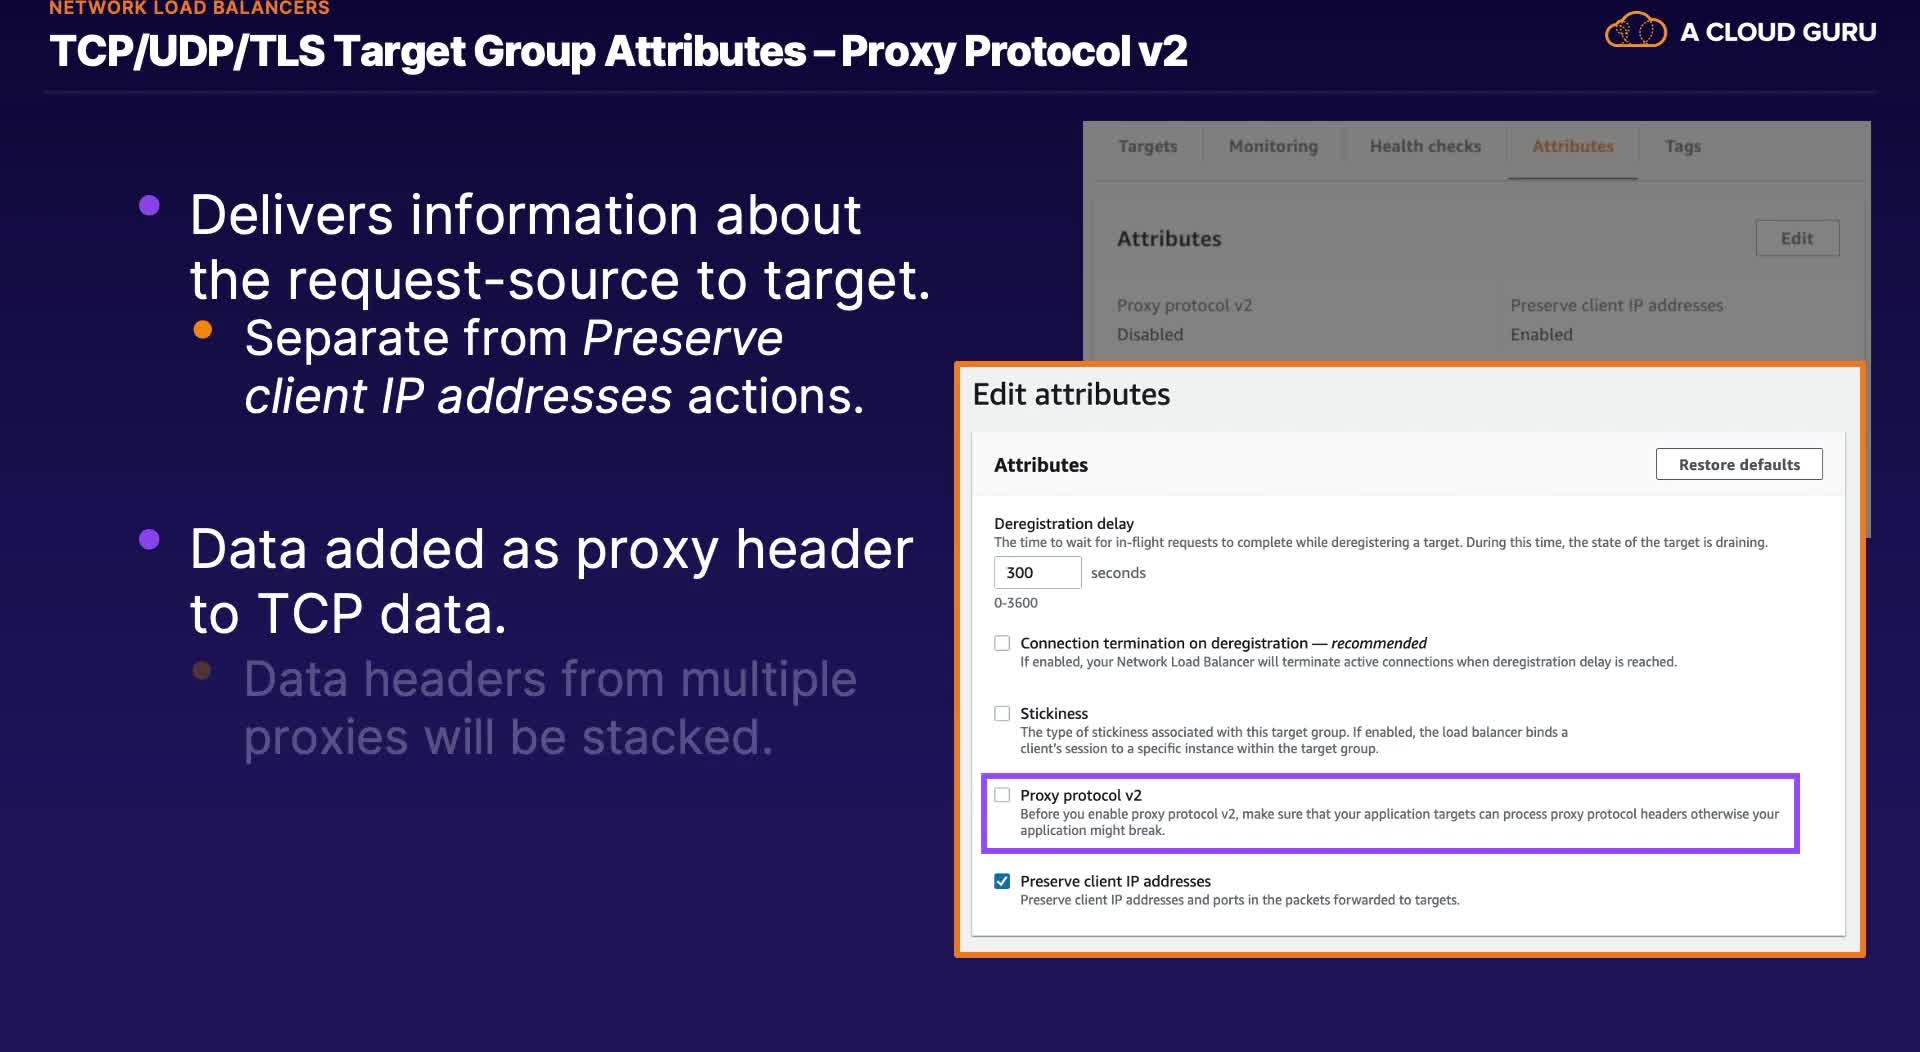 NETWORK LOAD BALANCERS
TCP/UDP/TLS Target Group Attributes – Proxy Protocol v2
A CLOUD GURU
Delivers information about
the request-source to target.
Separate from Preserve
client IP addresses actions.
Data added as proxy header
to TCP data.
Data headers from multiple
proxies will be stacked.
Targets
Monitoring
Health checks
Attributes
Tags
Attributes
Edit
Proxy protocol v2
Preserve client IP addresses
Disabled
Enabled
Edit attributes
Attributes
Restore defaults
Deregistration delay
The time to wait for in-flight requests to complete while deregistering a target. During this time, the state of the target is draining.
300
seconds
0-3600
Connection termination on deregistration — recommended
If enabled, your Network Load Balancer will terminate active connections when deregistration delay is reached.
Stickiness
The type of stickiness associated with this target group. If enabled, the load balancer binds a
client's session to a specific instance within the target group.
Proxy protocol v2
Before you enable proxy protocol v2, make sure that your application targets can process proxy protocol headers otherwise your
application might break.
Preserve client IP addresses
Preserve client IP addresses and ports in the packets forwarded to targets.